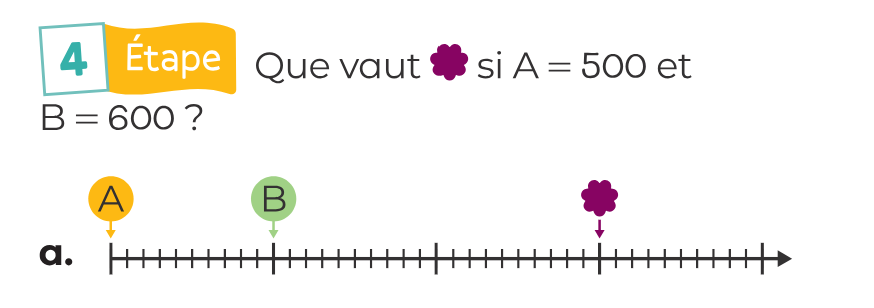 4 Étape Que vaut si A = 500 et
B = 600 ?
A B
a.